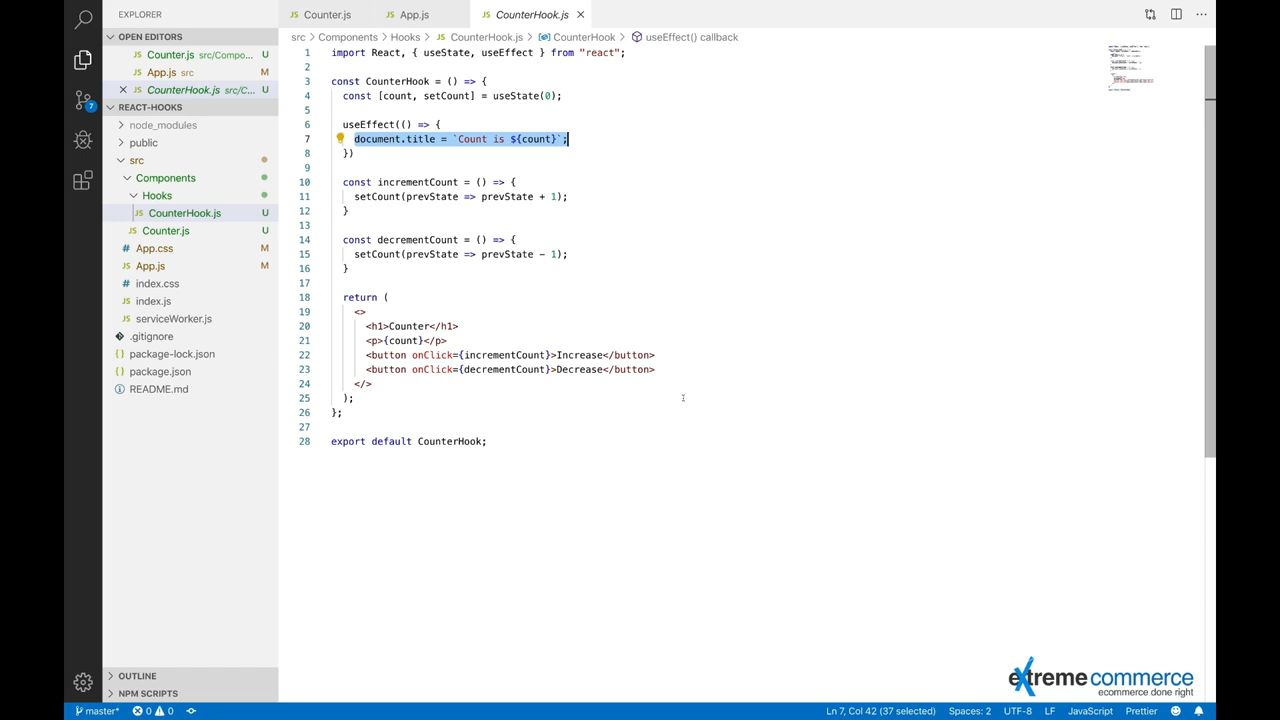 EXPLORER
OPEN EDITORS
Counter.js src/Compo... U
App.js src M
CounterHook.js src/C... U
REACT-HOOKS
node_modules
public
src
Components
Hooks
CounterHook.js U
Counter.js U
App.css M
App.js M
index.css
index.js
serviceWorker.js
.gitignore
package-lock.json
package.json
README.md
OUTLINE
NPM SCRIPTS
7
Counter.js App.js CounterHook.js
src Components Hooks CounterHook.js CounterHook useEffect() callback
1 import React, { useState, useEffect } from "react";
2
3 const CounterHook = () => {
4 const [count, setCount] = useState(0);
5
6 useEffect(() => {
7 document.title = `Count is ${count}`;
8 })
9
10 const incrementCount = () => {
11 setCount(prevState => prevState + 1);
12 }
13
14 const decrementCount = () => {
15 setCount(prevState => prevState - 1);
16 }
17
18 return (
19 <>
20 <h1>Counter</h1>
21 <p>{count}</p>
22 <button onClick={incrementCount}>Increase</button>
23 <button onClick={decrementCount}>Decrease</button>
24 </>
25 );
26 };
27
28 export default CounterHook;
extreme commerce
ecommerce done right
master* 0 0 Ln 7, Col 42 (37 selected) Spaces: 2 UTF-8 LF JavaScript Prettier